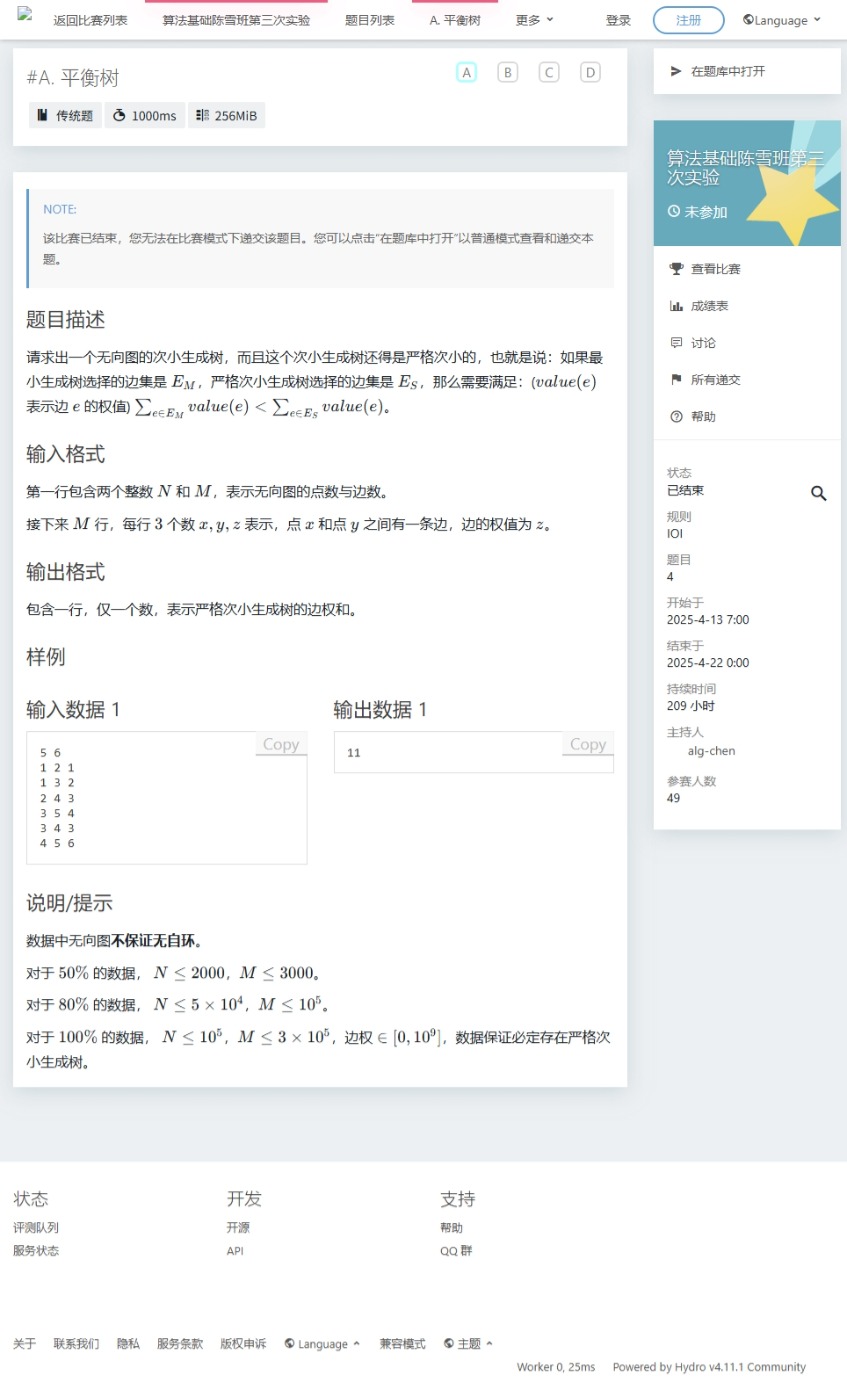 返回比赛列表 算法基础陈雪班第三次实验 题目列表 A. 平衡树 更多 登录 注册 Language
#A. 平衡树
A B C D
传统题 1000ms 256MiB
NOTE:
该比赛已结束，您无法在比赛模式下递交该题目。您可以点击“在题库中打开”以普通模式查看和递交本
题。
题目描述
请求出一个无向图的次小生成树，而且这个次小生成树还得是严格次小的，也就是说：如果最
小生成树选择的边集是 E_M，严格次小生成树选择的边集是 E_S，那么需要满足：(value(e)
表示边 e 的权值) ∑_{e∈E_M} value(e) < ∑_{e∈E_S} value(e)。
输入格式
第一行包含两个整数 N 和 M，表示无向图的点数与边数。
接下来 M 行，每行 3 个数 x, y, z 表示，点 x 和点 y 之间有一条边，边的权值为 z。
输出格式
包含一行，仅一个数，表示严格次小生成树的边权和。
样例
输入数据 1
Copy
5 6
1 2 1
1 3 2
2 4 3
3 5 4
3 4 3
4 5 6
输出数据 1
Copy
11
说明/提示
数据中无向图不保证无自环。
对于 50% 的数据， N ≤ 2000，M ≤ 3000。
对于 80% 的数据， N ≤ 5 × 10^4，M ≤ 10^5。
对于 100% 的数据， N ≤ 10^5，M ≤ 3 × 10^5，边权 ∈ [0, 10^9]，数据保证必定存在严格次
小生成树。
在题库中打开
算法基础陈雪班第三
次实验
未参加
查看比赛
成绩表
讨论
所有递交
帮助
状态
已结束
规则
IOI
题目
4
开始于
2025-4-13 7:00
结束于
2025-4-22 0:00
持续时间
209 小时
主持人
alg-chen
参赛人数
49
状态
评测队列
服务状态
开发
开源
API
支持
帮助
QQ 群
关于 联系我们 隐私 服务条款 版权申诉 Language 兼容模式 主题
Worker 0, 25ms Powered by Hydro v4.11.1 Community